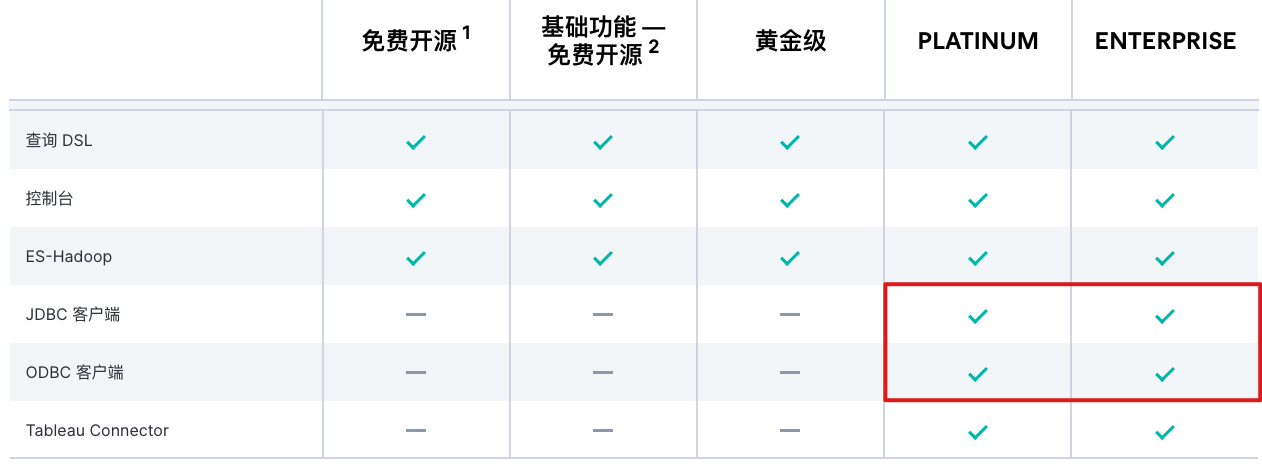 免费开源 1
基础功能 —
免费开源 2
黄金级
PLATINUM
ENTERPRISE
查询 DSL
控制台
ES-Hadoop
JDBC 客户端
ODBC 客户端
Tableau Connector